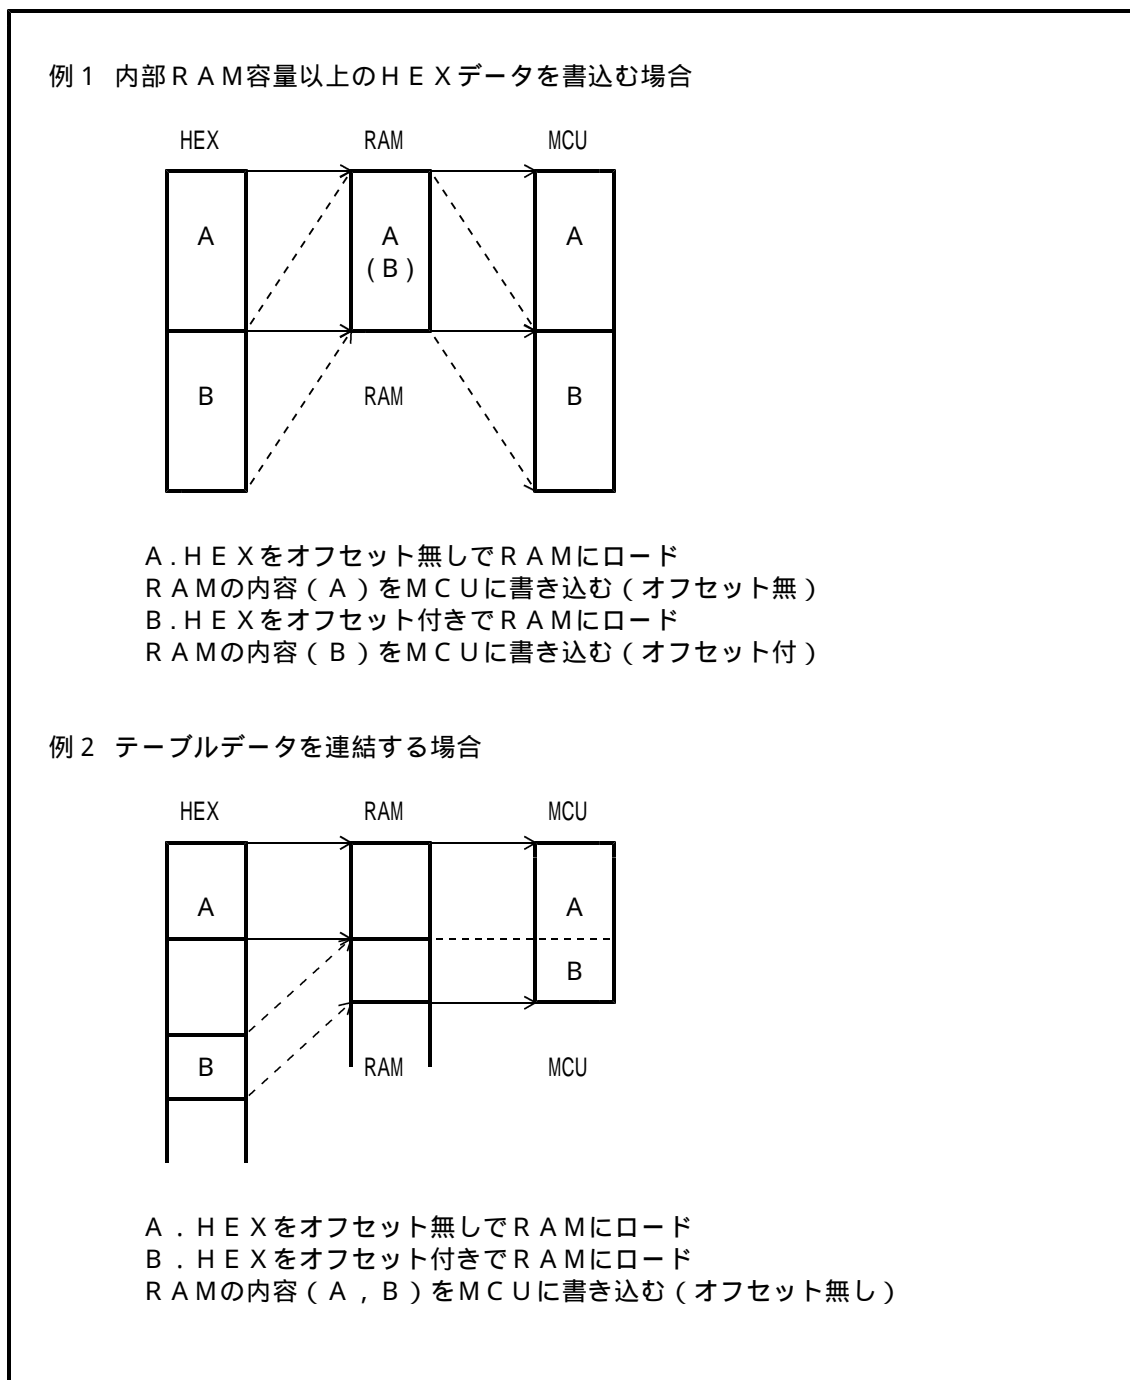 例１ 内部ＲＡＭ容量以上のＨＥＸデータを書込む場合
HEX RAM MCU
A A A
(B)
B RAM B
Ａ.ＨＥＸをオフセット無しでＲＡＭにロード
ＲＡＭの内容（Ａ）をＭＣＵに書き込む（オフセット無）
Ｂ.ＨＥＸをオフセット付きでＲＡＭにロード
ＲＡＭの内容（Ｂ）をＭＣＵに書き込む（オフセット付）
例２ テーブルデータを連結する場合
HEX RAM MCU
A A
B
B RAM MCU
Ａ．ＨＥＸをオフセット無しでＲＡＭにロード
Ｂ．ＨＥＸをオフセット付きでＲＡＭにロード
ＲＡＭの内容（Ａ，Ｂ）をＭＣＵに書き込む（オフセット無し）